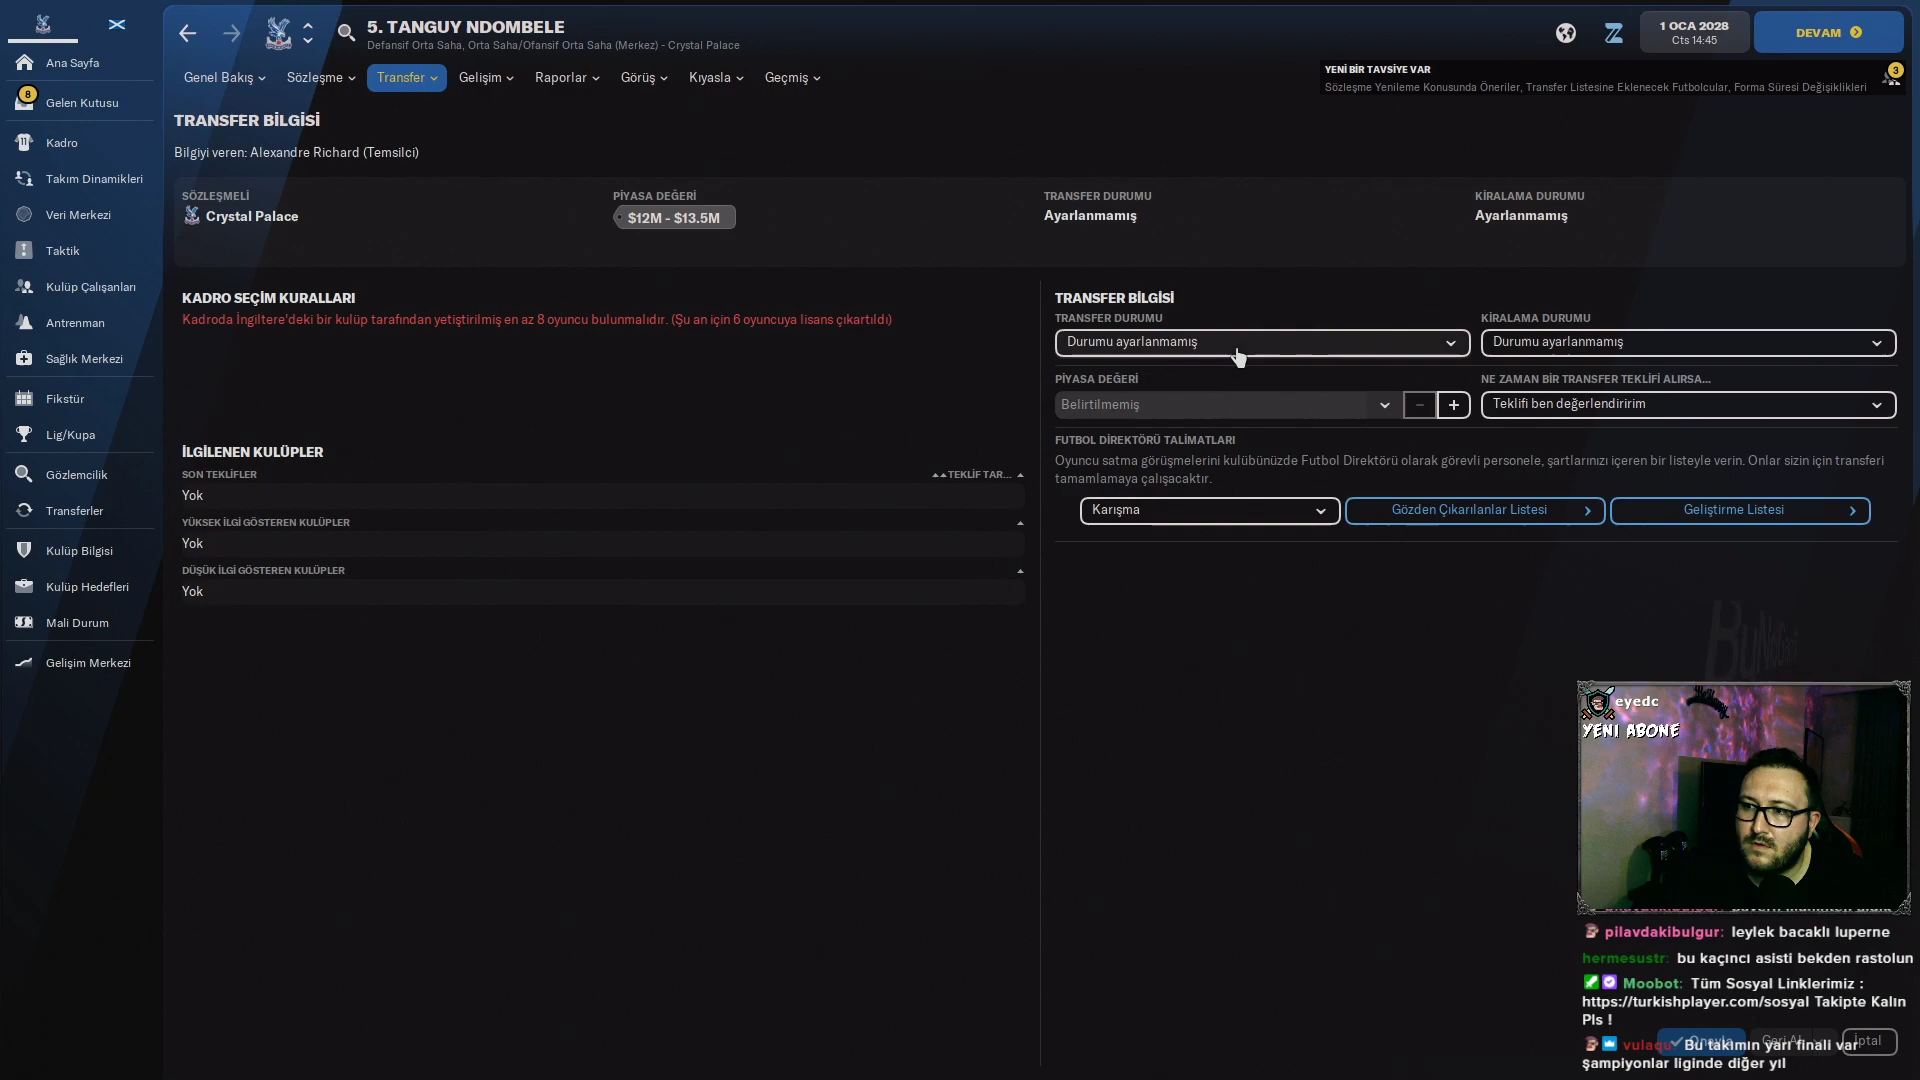 5. TANGUY NDOMBELE
Defansif Orta Saha, Orta Saha/Ofansif Orta Saha (Merkez) - Crystal Palace
1 OCA 2028
Cts 14:45
DEVAM
Ana Sayfa
8
Gelen Kutusu
Kadro
Takım Dinamikleri
Veri Merkezi
Taktik
Kulüp Çalışanları
Antrenman
Sağlık Merkezi
Fikstür
Lig/Kupa
Gözlemcilik
Transferler
Kulüp Bilgisi
Kulüp Hedefleri
Mali Durum
Gelişim Merkezi
Genel Bakış
Sözleşme
Transfer
Gelişim
Raporlar
Görüş
Kıyasla
Geçmiş
YENİ BİR TAVSİYE VAR
Sözleşme Yenileme Konusunda Öneriler, Transfer Listesine Eklenecek Futbolcular, Forma Süresi Değişiklikleri
3
TRANSFER BİLGİSİ
Bilgiyi veren: Alexandre Richard (Temsilci)
SÖZLEŞMELİ
Crystal Palace
PİYASA DEĞERİ
$12M - $13.5M
TRANSFER DURUMU
Ayarlanmamış
KİRALAMA DURUMU
Ayarlanmamış
KADRO SEÇİM KURALLARI
Kadroda İngiltere'deki bir kulüp tarafından yetiştirilmiş en az 8 oyuncu bulunmalıdır. (Şu an için 6 oyuncuya lisans çıkartıldı)
İLGİLENEN KULÜPLER
SON TEKLİFLER
TEKLİF TAR...
Yok
YÜKSEK İLGİ GÖSTEREN KULÜPLER
Yok
DÜŞÜK İLGİ GÖSTEREN KULÜPLER
Yok
TRANSFER BİLGİSİ
TRANSFER DURUMU
Durumu ayarlanmamış
KİRALAMA DURUMU
Durumu ayarlanmamış
PİYASA DEĞERİ
Belirtilmemiş
NE ZAMAN BİR TRANSFER TEKLİFİ ALIRSA...
Teklifi ben değerlendiririm
FUTBOL DİREKTÖRÜ TALİMATLARI
Oyuncu satma görüşmelerini kulübünüzde Futbol Direktörü olarak görevli personele, şartlarınızı içeren bir listeyle verin. Onlar sizin için transferi
tamamlamaya çalışacaktır.
Karışma
Gözden Çıkarılanlar Listesi
Geliştirme Listesi
eyedc
YENI ABONE
pilavdakibulgur: leylek bacaklı luperne
hermesustr: bu kaçıncı asisti bekden rastolun
Moobot: Tüm Sosyal Linklerimiz :
https://turkishplayer.com/sosyal Takipte Kalın
Pls !
vulaqu: Bu takimın yarı finali var
şampiyonlar liginde diğer yıl
Onayla
Geri Al
İptal